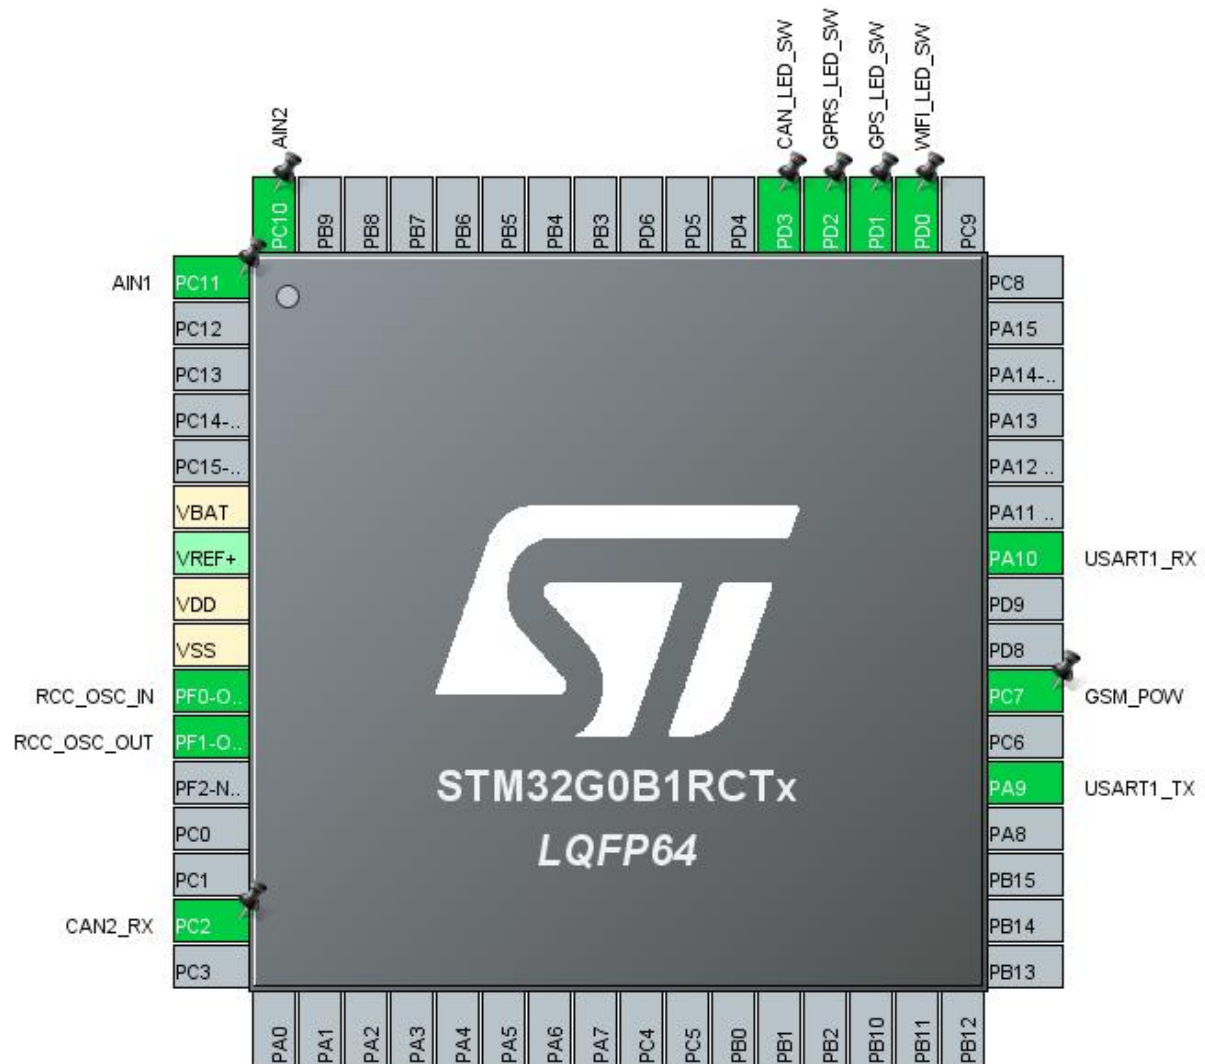 CAN_LED_SW
GPRS_LED_SW
GPS_LED_SW
WIFI_LED_SW
AIN2
PC10
PB9
PB8
PB7
PB6
PB5
PB4
PB3
PD6
PD5
PD4
PD3
PD2
PD1
PD0
PC9
AIN1
PC11
PC12
PC13
PC14-..
PC15-..
VBAT
VREF+
VDD
VSS
RCC_OSC_IN
PF0-O..
RCC_OSC_OUT
PF1-O..
PF2-N..
PC0
PC1
CAN2_RX
PC2
PC3
ST
STM32G0B1RCTx
LQFP64
PC8
PA15
PA14-..
PA13
PA12 ..
PA11 ..
PA10
USART1_RX
PD9
PD8
PC7
GSM_POW
PC6
PA9
USART1_TX
PA8
PB15
PB14
PB13
PA0
PA1
PA2
PA3
PA4
PA5
PA6
PA7
PC4
PC5
PB0
PB1
PB2
PB10
PB11
PB12